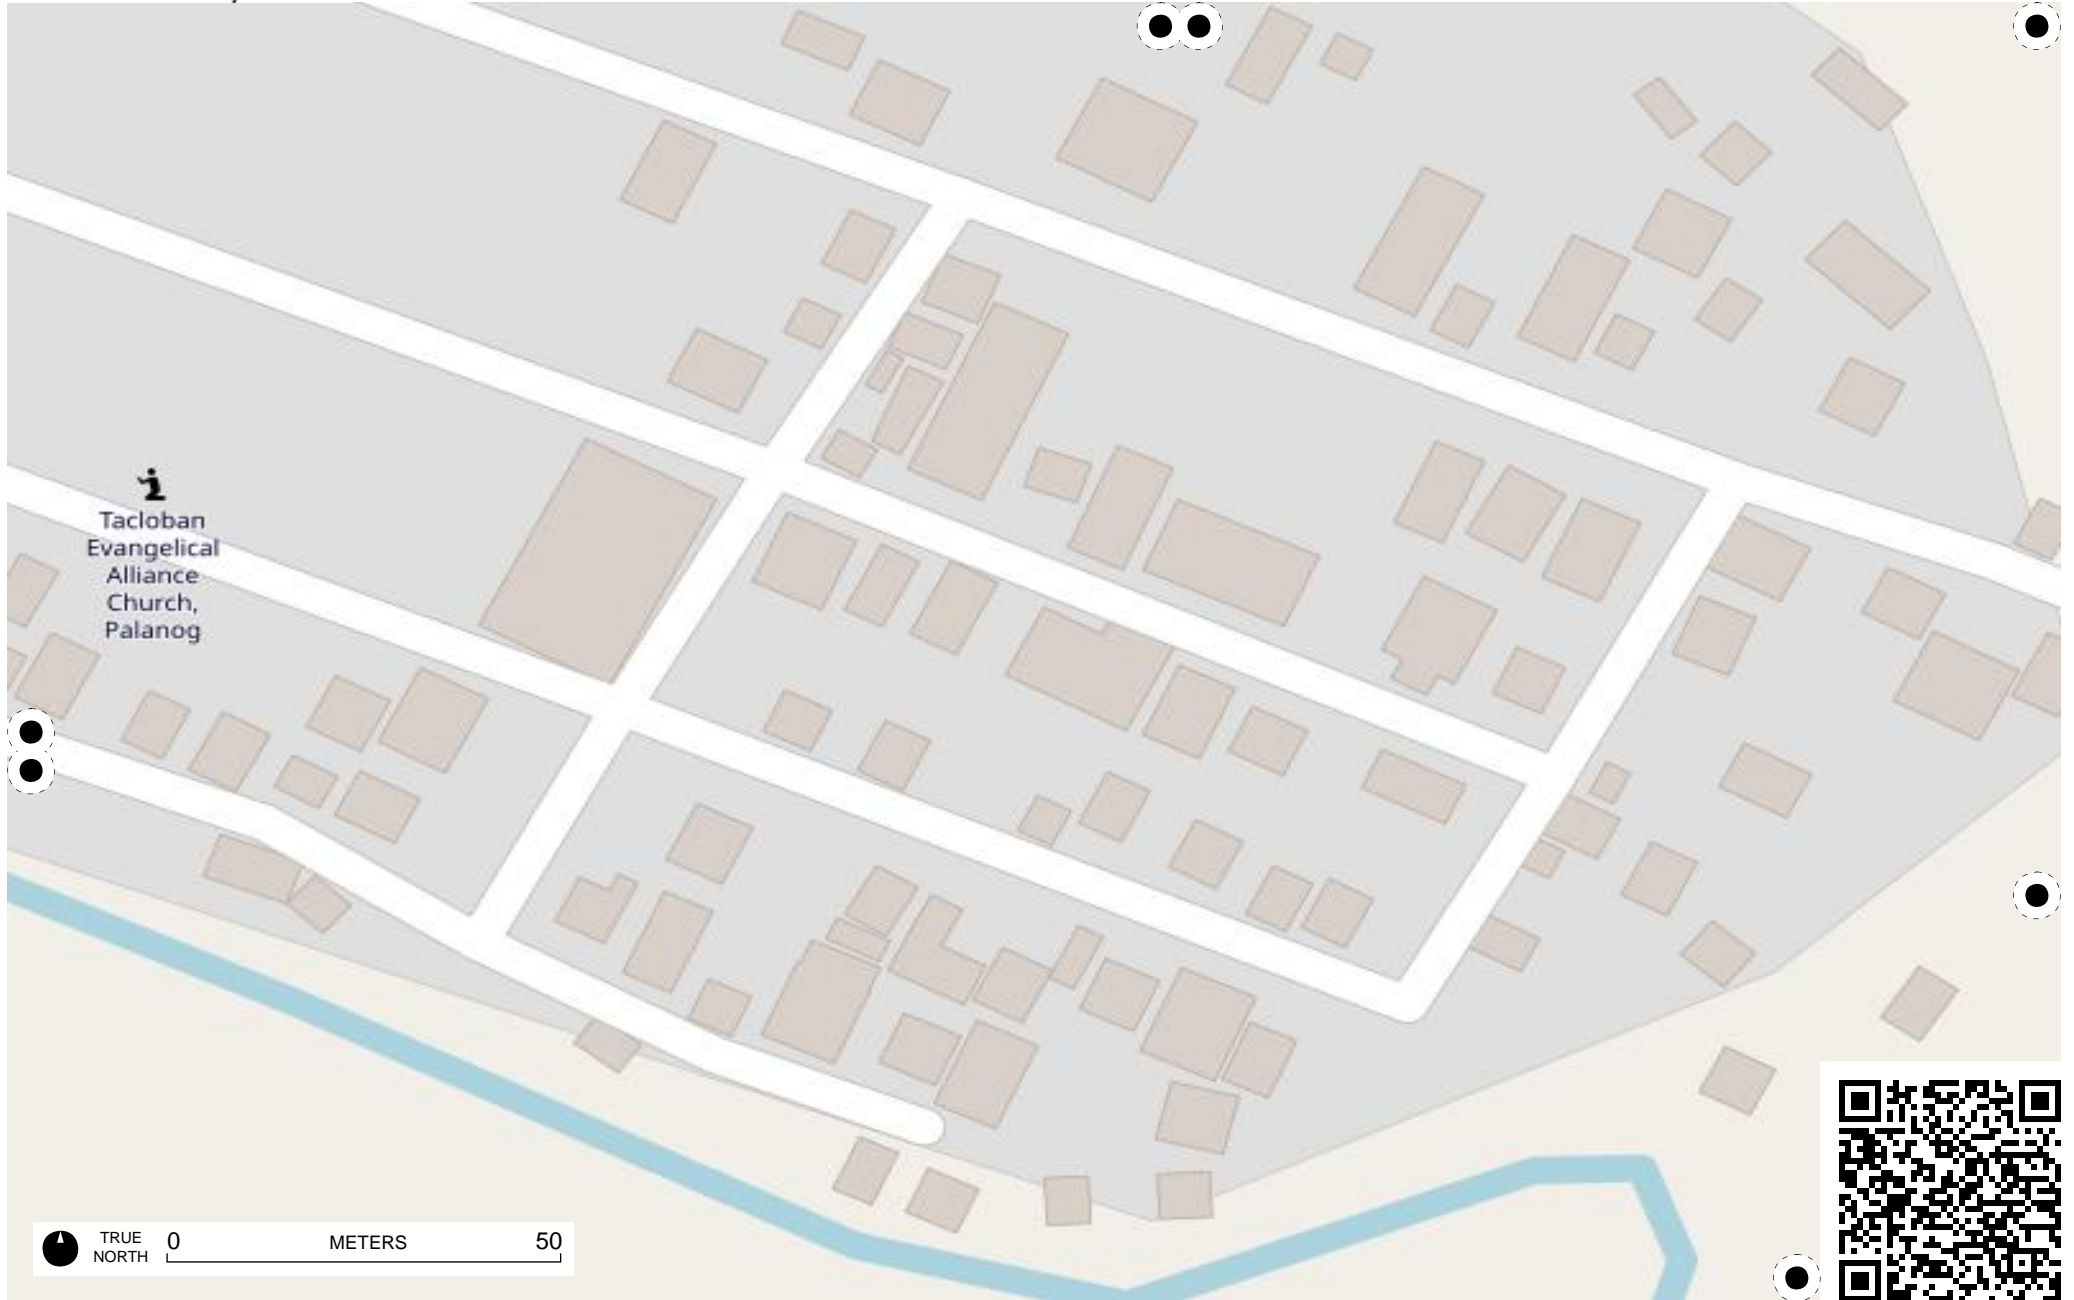 Tacloban
Evangelical
Alliance
Church,
Palanog
TRUE
NORTH
0
METERS
50